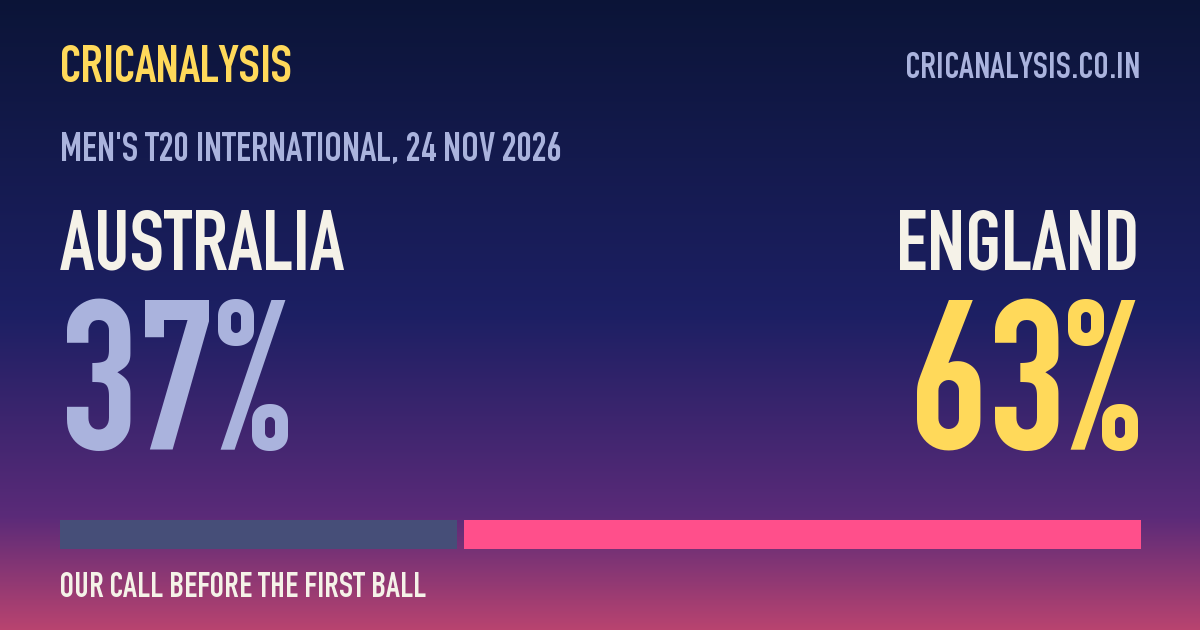 CRICANALYSIS
CRICANALYSIS.CO.IN
MEN'S T20 INTERNATIONAL, 24 NOV 2026
AUSTRALIA
ENGLAND
37%
63%
OUR CALL BEFORE THE FIRST BALL